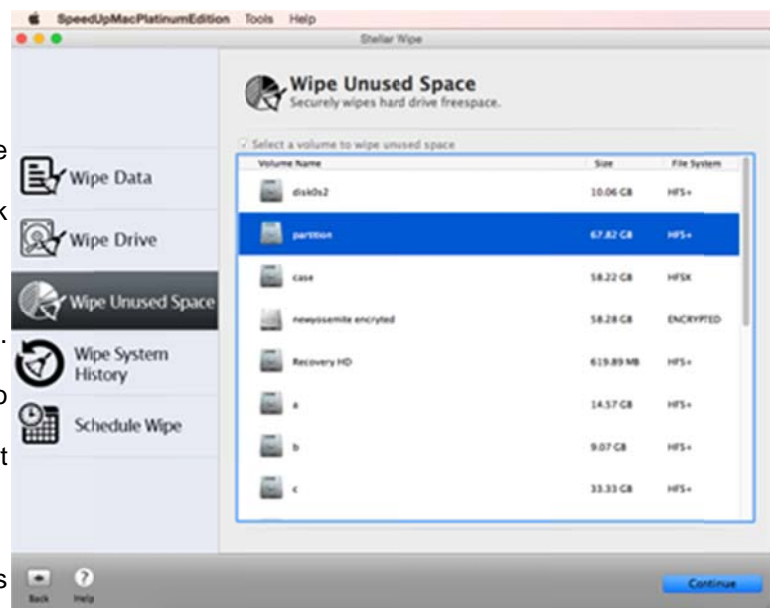 SpeedUpMacPlatinumEdition Tools Help
Stellar Wipe
Wipe Unused Space
Securely wipes hard drive freespace.
Select a volume to wipe unused space
Volume Name Size File System
disk0s2 10.06 GB HFS+
partition 67.82 GB HFS+
case 58.22 GB HFSX
newyosemite encryted 58.28 GB ENCRYPTED
Recovery HD 619.89 MB HFS+
a 14.57 GB HFS+
b 9.07 GB HFS+
c 33.33 GB HFS+
Wipe Data
Wipe Drive
Wipe Unused Space
Wipe System
History
Schedule Wipe
Back Help
Continue